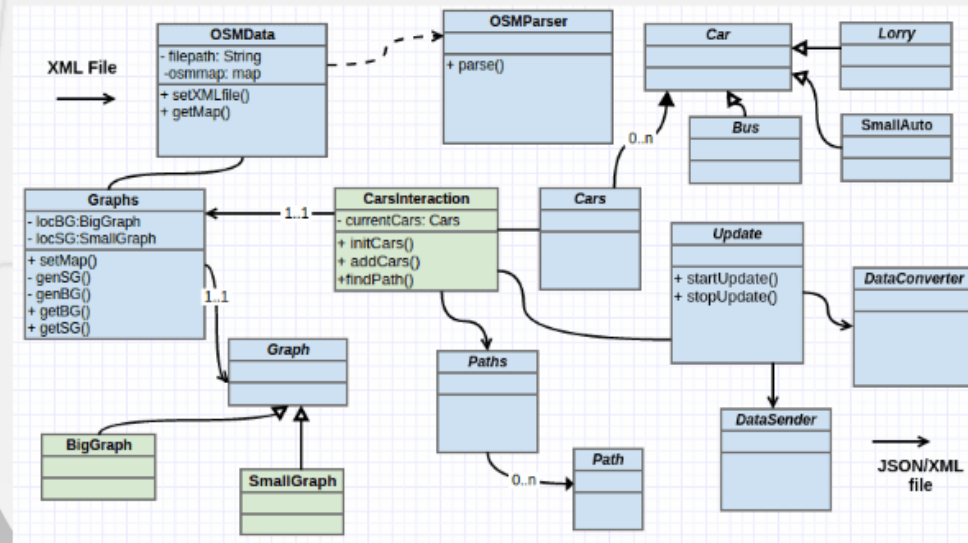 XML File
OSMData
- filepath: String
-osmmap: map
+ setXMLfile()
+ getMap()
OSMParser
+ parse()
Car
Lorry
Bus
SmallAuto
0..n
Graphs
- locBG:BigGraph
- locSG:SmallGraph
+ setMap()
- genSG()
- genBG()
+ getBG()
+ getSG()
1..1
CarsInteraction
- currentCars: Cars
+ initCars()
+ addCars()
+findPath()
Cars
Update
+ startUpdate()
+ stopUpdate()
DataConverter
1..1
Graph
BigGraph
SmallGraph
Paths
0..n
Path
DataSender
JSON/XML
file